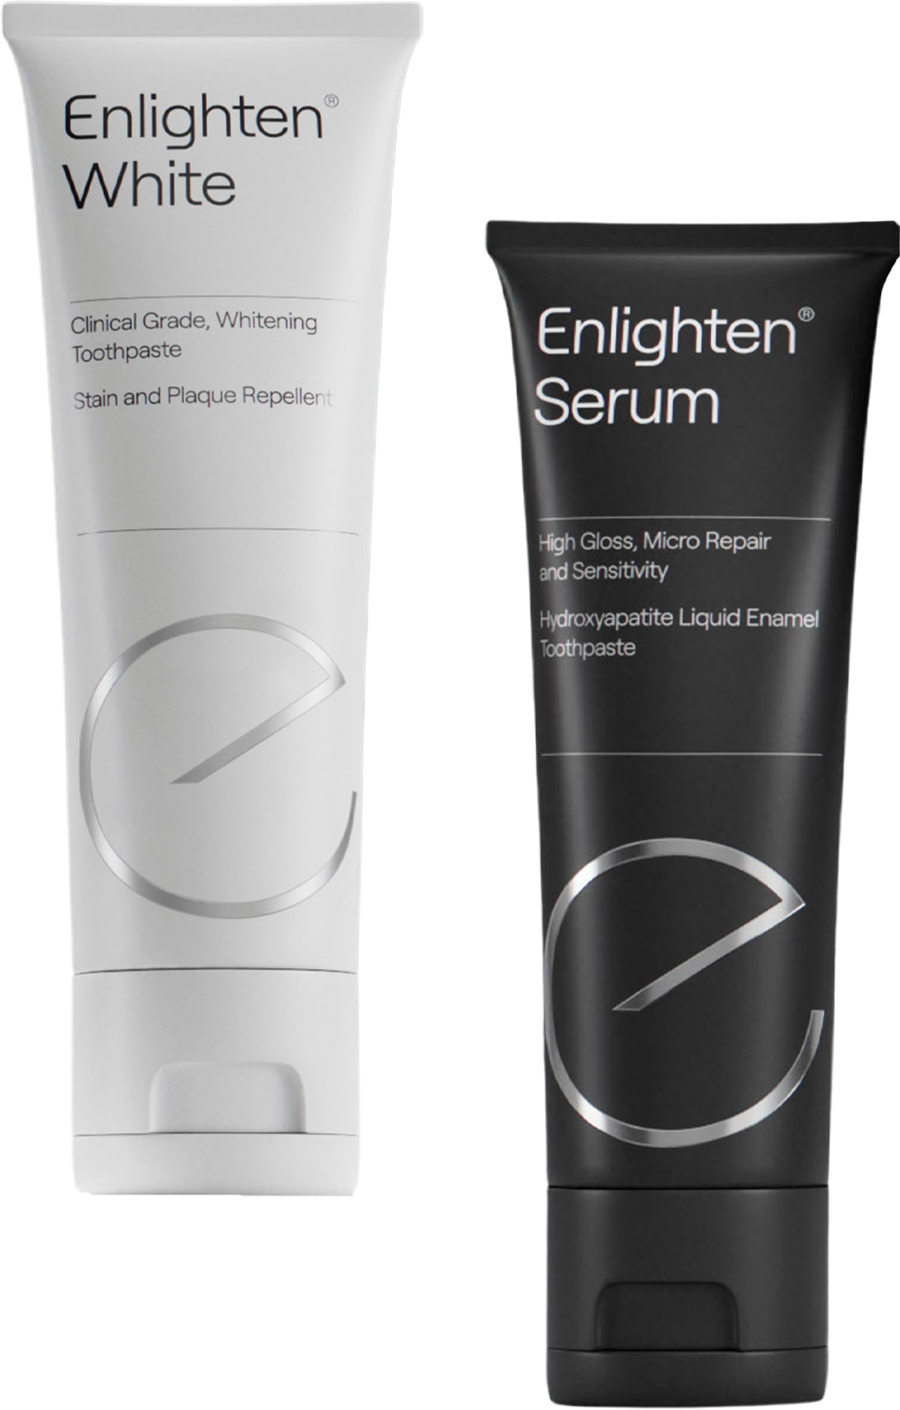 Enlighten®
White
Clinical Grade, Whitening
Toothpaste
Stain and Plaque Repellent
e
Enlighten®
Serum
High Gloss, Micro Repair
and Sensitivity
Hydroxyapatite Liquid Enamel
Toothpaste
e